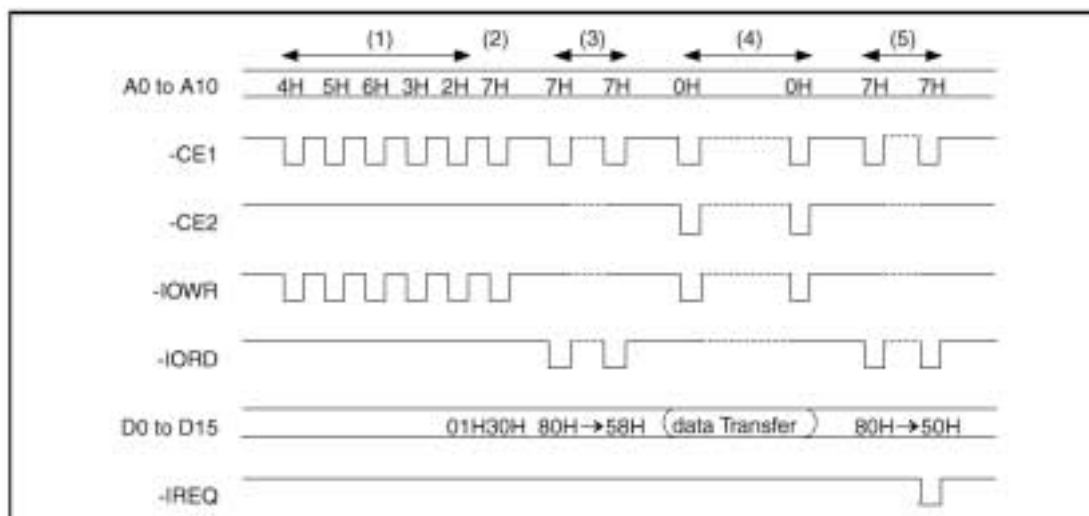 (1) (2) (3) (4) (5)
A0 to A10 4H 5H 6H 3H 2H 7H 7H 7H 0H 0H 7H 7H
-CE1
-CE2
-IOWR
-IORD
D0 to D15 01H30H 80H→58H (data Transfer) 80H→50H
-IREQ